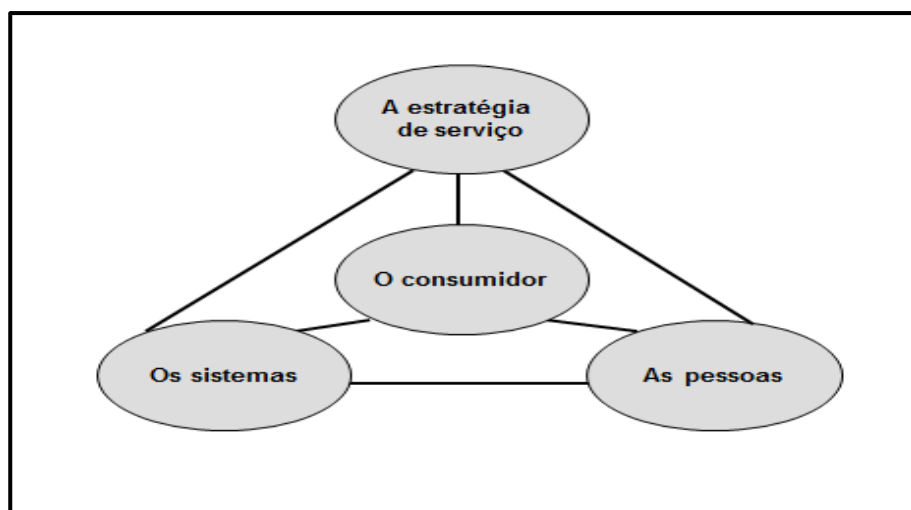 A estratégia
de serviço
O consumidor
Os sistemas
As pessoas